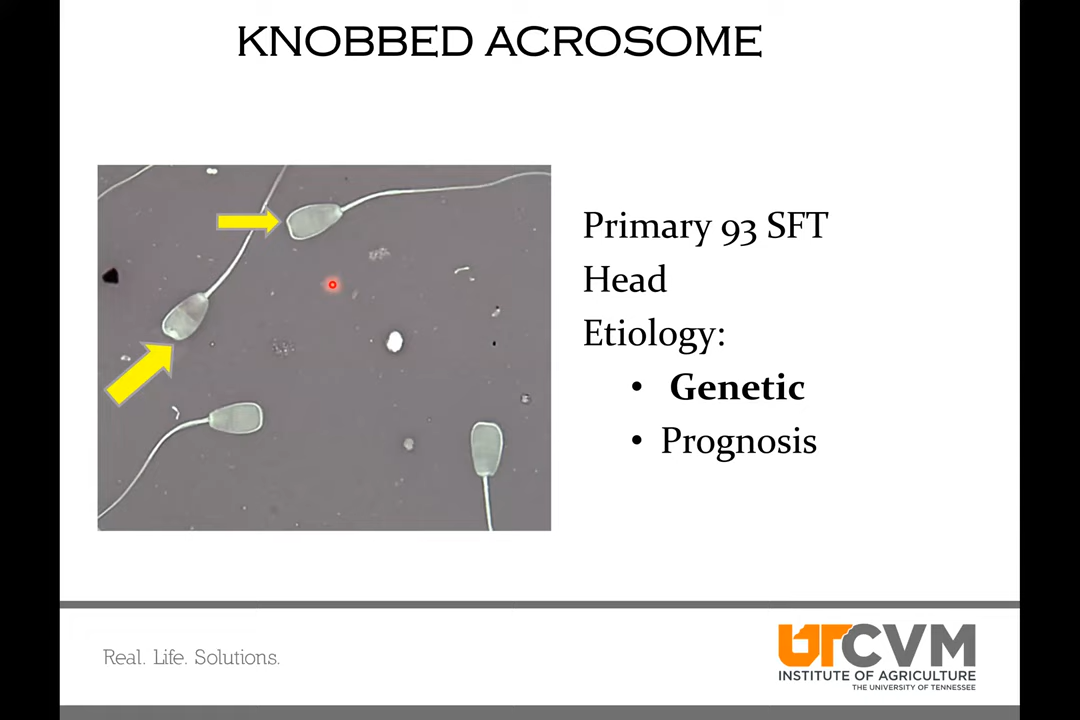 KNOBBED ACROSOME
Primary 93 SFT
Head
Etiology:
• Genetic
• Prognosis
Real. Life. Solutions.
UTCVM
INSTITUTE OF AGRICULTURE
THE UNIVERSITY OF TENNESSEE